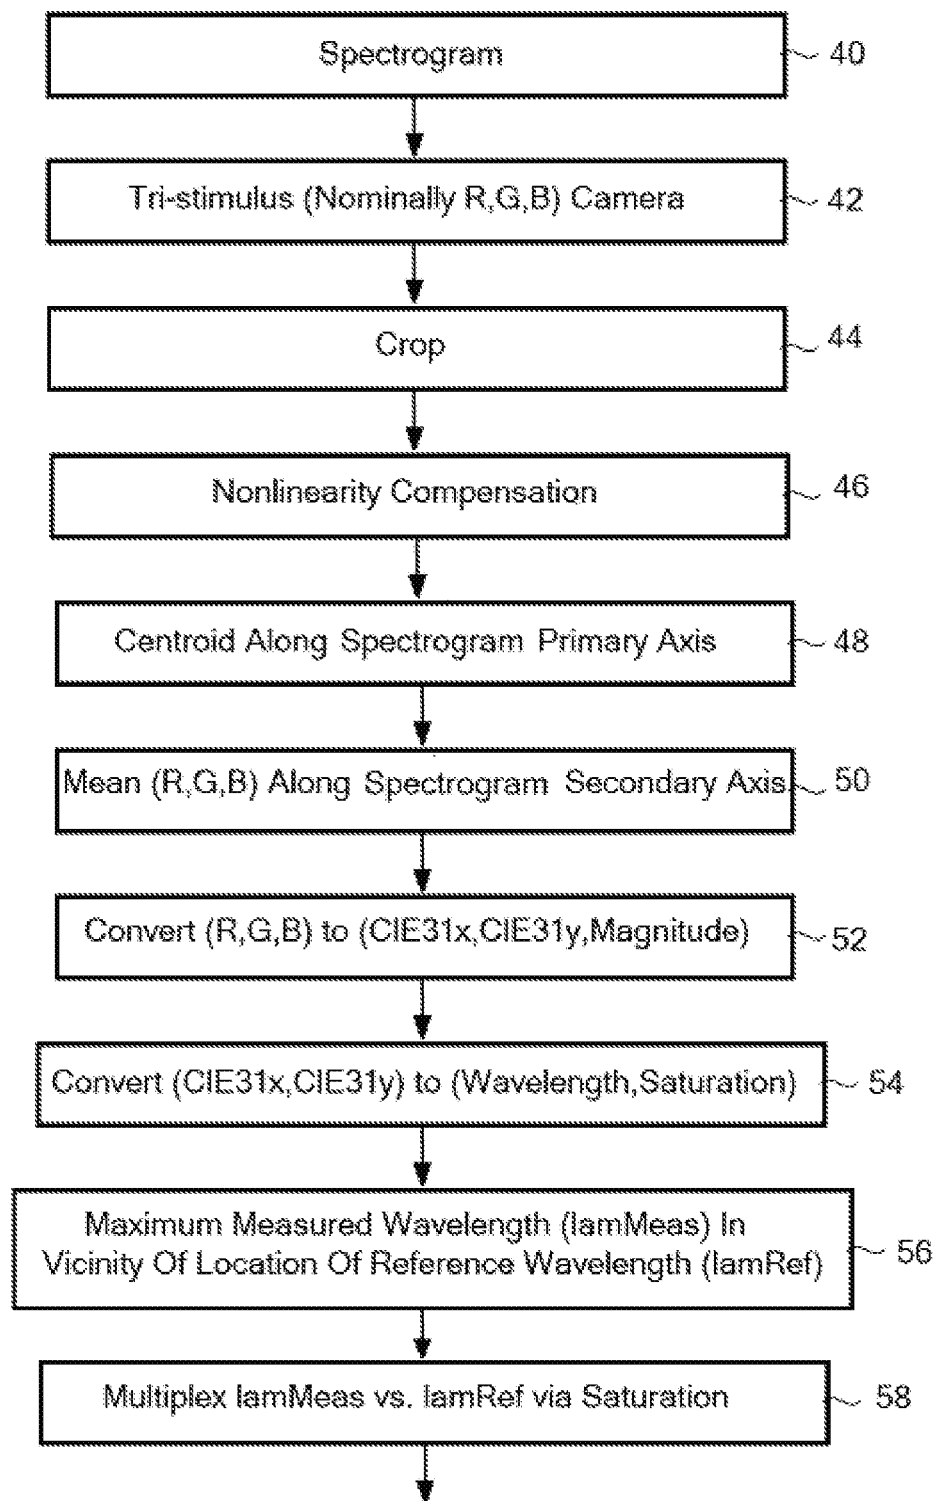 Spectrogram
40
Tri-stimulus (Nominally R,G,B) Camera
42
Crop
44
Nonlinearity Compensation
46
Centroid Along Spectrogram Primary Axis
48
Mean (R,G,B) Along Spectrogram Secondary Axis
50
Convert (R,G,B) to (CIE31x,CIE31y,Magnitude)
52
Convert (CIE31x,CIE31y) to (Wavelength,Saturation)
54
Maximum Measured Wavelength (lamMeas) In
Vicinity Of Location Of Reference Wavelength (lamRef)
56
Multiplex lamMeas vs. lamRef via Saturation
58